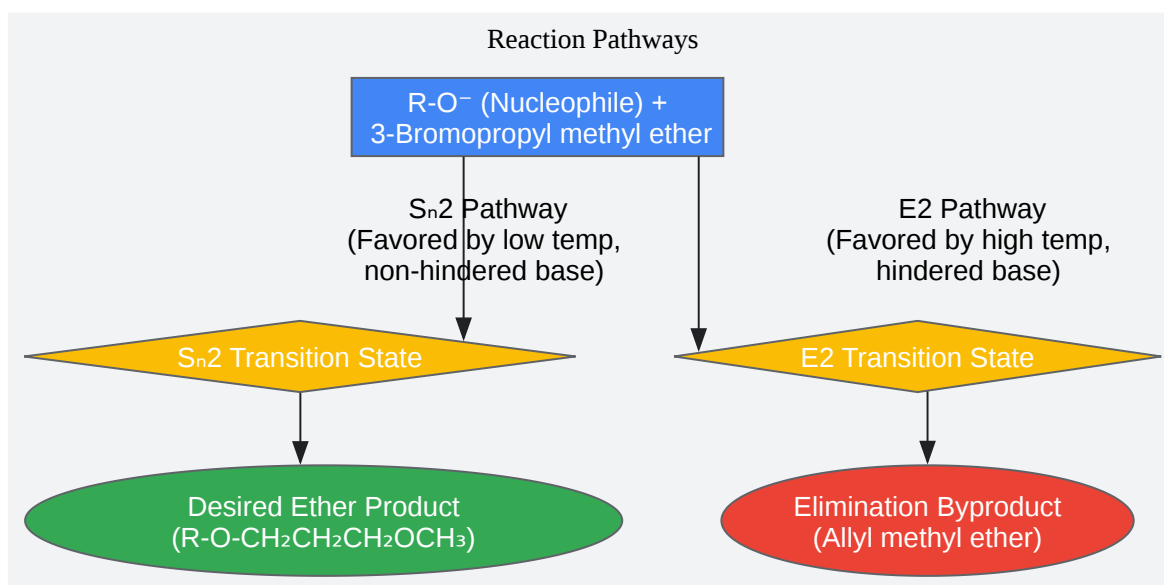 Reaction Pathways
R-O⁻ (Nucleophile) +
3-Bromopropyl methyl ether
Sₙ2 Pathway
(Favored by low temp,
non-hindered base)
E2 Pathway
(Favored by high temp,
hindered base)
Sₙ2 Transition State
E2 Transition State
Desired Ether Product
(R-O-CH₂CH₂CH₂OCH₃)
Elimination Byproduct
(Allyl methyl ether)